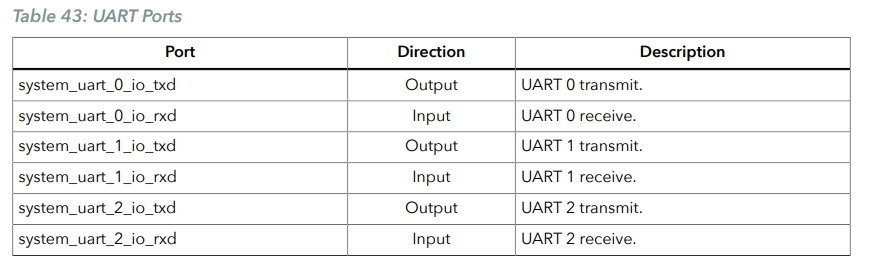 Table 43: UART Ports
Port Direction Description
system_uart_0_io_txd Output UART 0 transmit.
system_uart_0_io_rxd Input UART 0 receive.
system_uart_1_io_txd Output UART 1 transmit.
system_uart_1_io_rxd Input UART 1 receive.
system_uart_2_io_txd Output UART 2 transmit.
system_uart_2_io_rxd Input UART 2 receive.